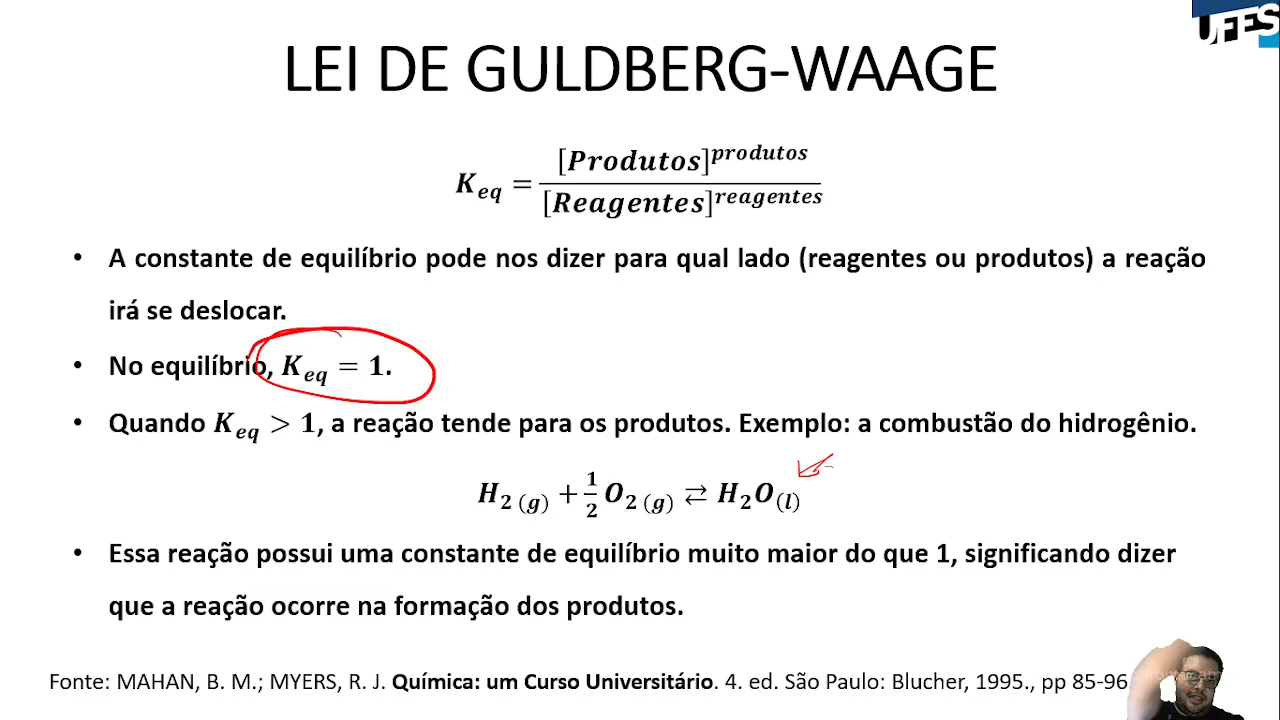 UFES
LEI DE GULDBERG-WAAGE
K_eq = [Produtos]^produtos / [Reagentes]^reagentes
• A constante de equilíbrio pode nos dizer para qual lado (reagentes ou produtos) a reação
irá se deslocar.
• No equilíbrio, K_eq = 1.
• Quando K_eq > 1, a reação tende para os produtos. Exemplo: a combustão do hidrogênio.
H_2 (g) + 1/2 O_2 (g) ⇄ H_2O_(l)
• Essa reação possui uma constante de equilíbrio muito maior do que 1, significando dizer
que a reação ocorre na formação dos produtos.
Fonte: MAHAN, B. M.; MYERS, R. J. Química: um Curso Universitário. 4. ed. São Paulo: Blucher, 1995., pp 85-96